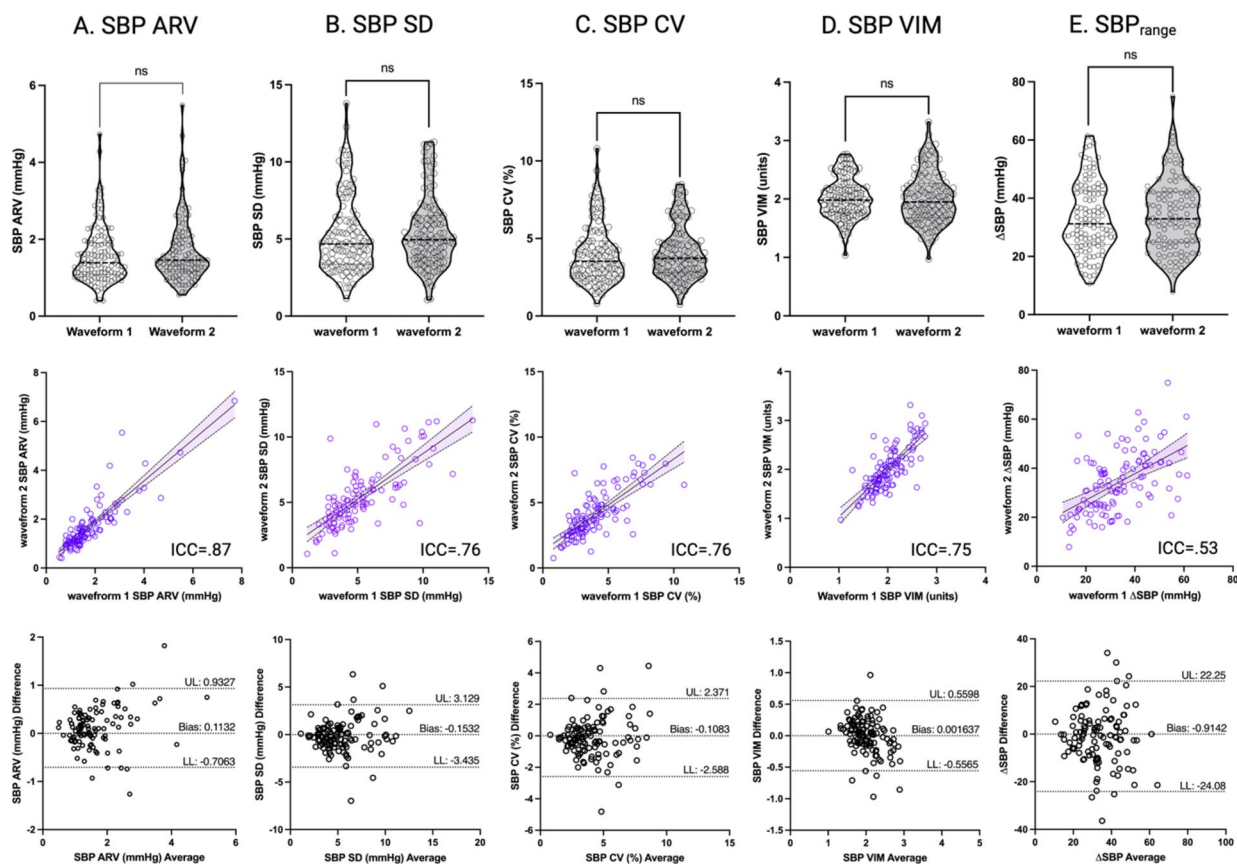 A. SBP ARV
B. SBP SD
C. SBP CV
D. SBP VIM
E. SBPrange
ns
ns
ns
ns
ns
SBP ARV (mmHg)
6
4
2
0
Waveform 1
Waveform 2
SBP SD (mmHg)
15
10
5
0
waveform 1
waveform 2
SBP CV (%)
15
10
5
0
waveform 1
waveform 2
SBP VIM (units)
4
3
2
1
0
waveform 1
waveform 2
ΔSBP (mmHg)
80
60
40
20
0
waveform 1
waveform 2
waveform 2 SBP ARV (mmHg)
8
6
4
2
0
ICC=.87
0
2
4
6
8
waveform 1 SBP ARV (mmHg)
waveform 2 SBP SD (mmHg)
15
10
5
0
ICC=.76
0
5
10
15
waveform 1 SBP SD (mmHg)
waveform 2 SBP CV (%)
15
10
5
0
ICC=.76
0
5
10
15
waveform 1 SBP CV (%)
waveform 2 SBP VIM (units)
4
3
2
1
0
ICC=.75
0
1
2
3
4
Waveform 1 SBP VIM (units)
waveform 2 ΔSBP (mmHg)
80
60
40
20
0
ICC=.53
0
20
40
60
80
waveform 1 ΔSBP (mmHg)
SBP ARV (mmHg) Difference
2
1
0
-1
-2
UL: 0.9327
Bias: 0.1132
LL: -0.7063
0
2
4
6
SBP ARV (mmHg) Average
SBP SD (mmHg) Difference
10
5
0
-5
-10
UL: 3.129
Bias: -0.1532
LL: -3.435
0
5
10
15
20
SBP SD (mmHg) Average
SBP CV (%) Difference
6
4
2
0
-2
-4
-6
UL: 2.371
Bias: -0.1083
LL: -2.588
0
5
10
15
SBP CV (%) Average
SBP VIM Difference
1.5
1.0
0.5
0.0
-0.5
-1.0
-1.5
UL: 0.5598
Bias: 0.001637
LL: -0.5565
0
1
2
3
4
5
SBP VIM Average
ΔSBP Difference
40
20
0
-20
-40
UL: 22.25
Bias: -0.9142
LL: -24.08
0
20
40
60
80
100
ΔSBP Average